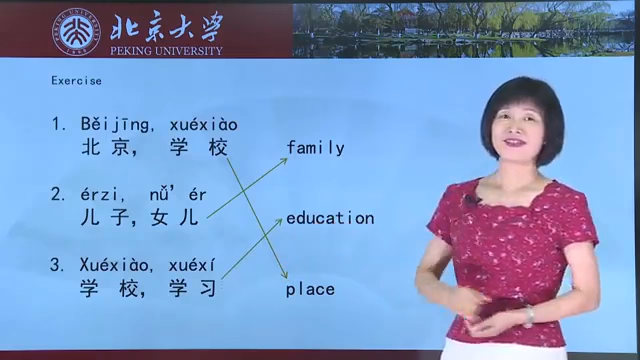 北京大学
PEKING UNIVERSITY
Exercise
1. Běijīng, xuéxiào
北 京， 学 校
family
2. érzi, nǚ’ér
儿 子，女 儿
education
3. Xuéxiào, xuéxí
学 校， 学 习
place